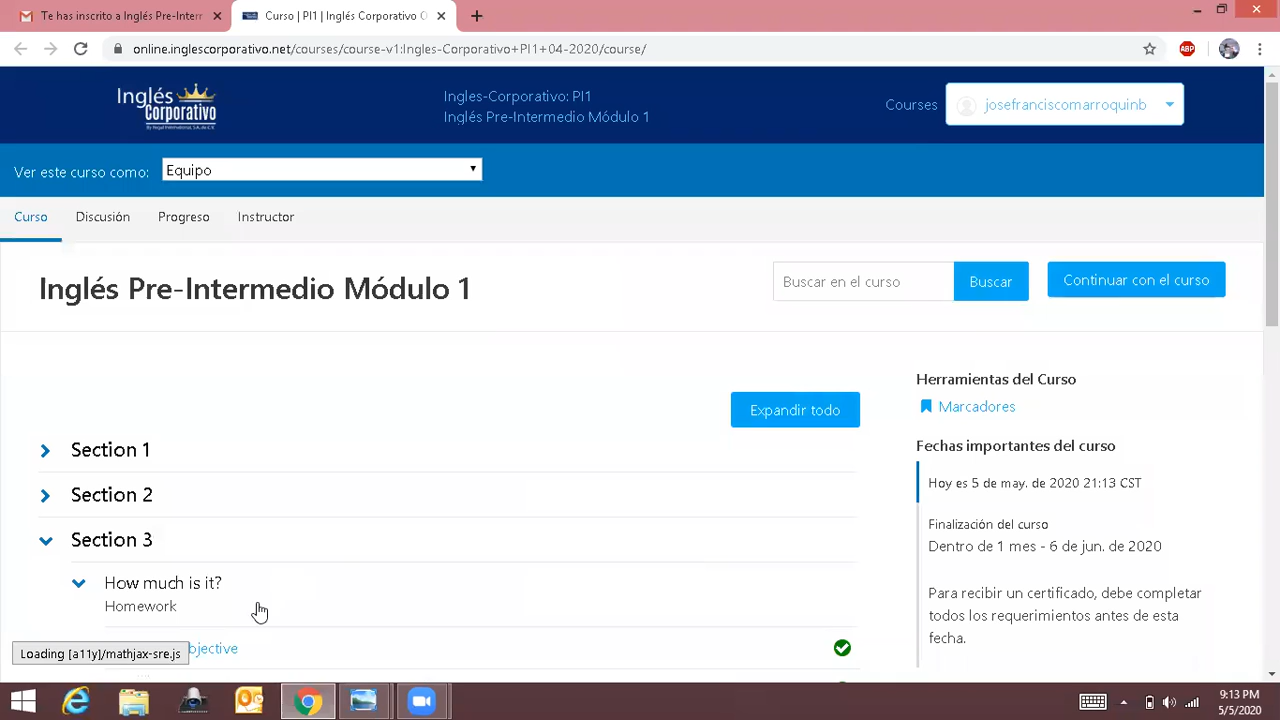 Te has inscrito a Inglés Pre-Inter
Curso | PI1 | Inglés Corporativo O
online.inglescorporativo.net/courses/course-v1:Ingles-Corporativo+PI1+04-2020/course/
ABP
Inglés
Corporativo
Ingles-Corporativo: PI1
Inglés Pre-Intermedio Módulo 1
Courses
josefranciscomarroquinb
Ver este curso como:
Equipo
Curso
Discusión
Progreso
Instructor
Inglés Pre-Intermedio Módulo 1
Buscar en el curso
Buscar
Continuar con el curso
Expandir todo
Section 1
Section 2
Section 3
How much is it?
Homework
bjective
Herramientas del Curso
Marcadores
Fechas importantes del curso
Hoy es 5 de may. de 2020 21:13 CST
Finalización del curso
Dentro de 1 mes - 6 de jun. de 2020
Para recibir un certificado, debe completar
todos los requerimientos antes de esta
fecha.
Loading [a11y]/mathjax-sre.js
9:13 PM
5/5/2020